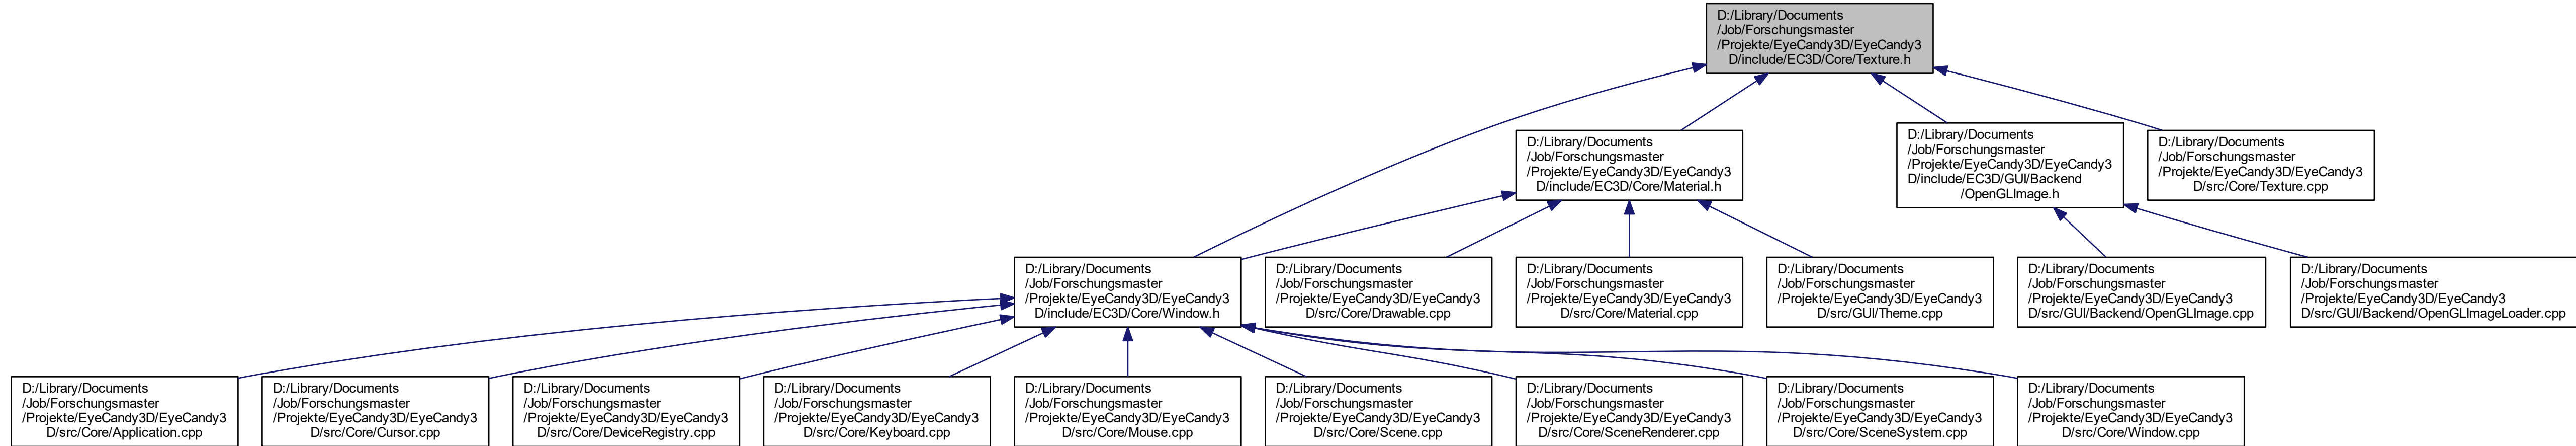 D:/Library/Documents
/Job/Forschungsmaster
/Projekte/EyeCandy3D/EyeCandy3
D/include/EC3D/Core/Texture.h
D:/Library/Documents
/Job/Forschungsmaster
/Projekte/EyeCandy3D/EyeCandy3
D/include/EC3D/Core/Material.h
D:/Library/Documents
/Job/Forschungsmaster
/Projekte/EyeCandy3D/EyeCandy3
D/include/EC3D/GUI/Backend
/OpenGLImage.h
D:/Library/Documents
/Job/Forschungsmaster
/Projekte/EyeCandy3D/EyeCandy3
D/src/Core/Texture.cpp
D:/Library/Documents
/Job/Forschungsmaster
/Projekte/EyeCandy3D/EyeCandy3
D/include/EC3D/Core/Window.h
D:/Library/Documents
/Job/Forschungsmaster
/Projekte/EyeCandy3D/EyeCandy3
D/src/Core/Drawable.cpp
D:/Library/Documents
/Job/Forschungsmaster
/Projekte/EyeCandy3D/EyeCandy3
D/src/Core/Material.cpp
D:/Library/Documents
/Job/Forschungsmaster
/Projekte/EyeCandy3D/EyeCandy3
D/src/GUI/Theme.cpp
D:/Library/Documents
/Job/Forschungsmaster
/Projekte/EyeCandy3D/EyeCandy3
D/src/GUI/Backend/OpenGLImage.cpp
D:/Library/Documents
/Job/Forschungsmaster
/Projekte/EyeCandy3D/EyeCandy3
D/src/GUI/Backend/OpenGLImageLoader.cpp
D:/Library/Documents
/Job/Forschungsmaster
/Projekte/EyeCandy3D/EyeCandy3
D/src/Core/Application.cpp
D:/Library/Documents
/Job/Forschungsmaster
/Projekte/EyeCandy3D/EyeCandy3
D/src/Core/Cursor.cpp
D:/Library/Documents
/Job/Forschungsmaster
/Projekte/EyeCandy3D/EyeCandy3
D/src/Core/DeviceRegistry.cpp
D:/Library/Documents
/Job/Forschungsmaster
/Projekte/EyeCandy3D/EyeCandy3
D/src/Core/Keyboard.cpp
D:/Library/Documents
/Job/Forschungsmaster
/Projekte/EyeCandy3D/EyeCandy3
D/src/Core/Mouse.cpp
D:/Library/Documents
/Job/Forschungsmaster
/Projekte/EyeCandy3D/EyeCandy3
D/src/Core/Scene.cpp
D:/Library/Documents
/Job/Forschungsmaster
/Projekte/EyeCandy3D/EyeCandy3
D/src/Core/SceneRenderer.cpp
D:/Library/Documents
/Job/Forschungsmaster
/Projekte/EyeCandy3D/EyeCandy3
D/src/Core/SceneSystem.cpp
D:/Library/Documents
/Job/Forschungsmaster
/Projekte/EyeCandy3D/EyeCandy3
D/src/Core/Window.cpp